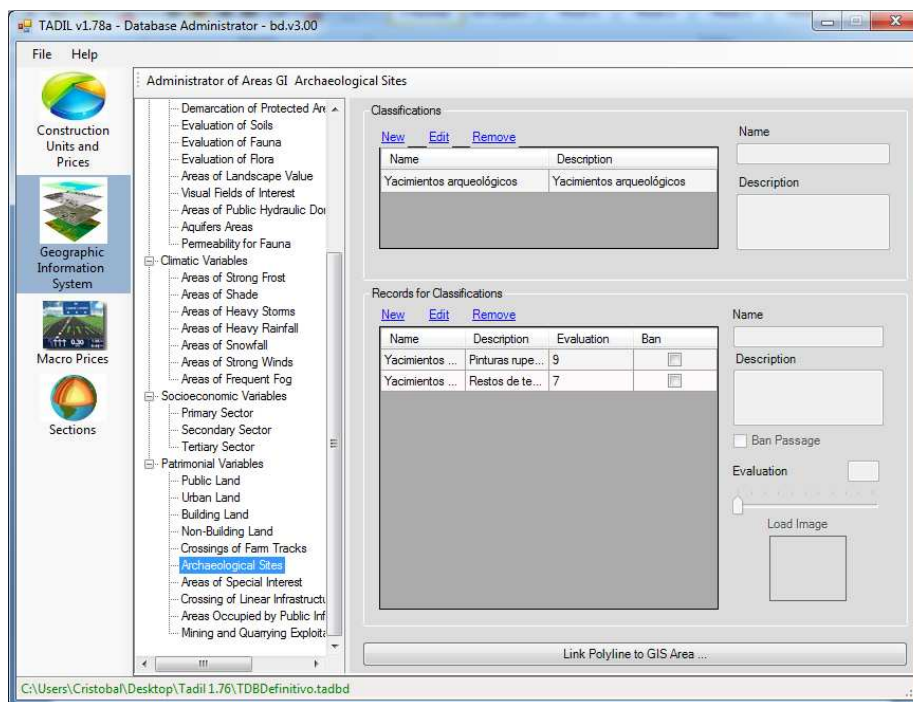 TADIL v1.78a - Database Administrator - bd.v3.00
File Help
Construction
Units and
Prices
Geographic
Information
System
Macro Prices
Sections
Administrator of Areas GI Archaeological Sites
Demarcation of Protected Are
Evaluation of Soils
Evaluation of Fauna
Evaluation of Flora
Areas of Landscape Value
Visual Fields of Interest
Areas of Public Hydraulic Dor
Aquifers Areas
Permeability for Fauna
Climatic Variables
Areas of Strong Frost
Areas of Shade
Areas of Heavy Storms
Areas of Heavy Rainfall
Areas of Snowfall
Areas of Strong Winds
Areas of Frequent Fog
Socioeconomic Variables
Primary Sector
Secondary Sector
Tertiary Sector
Patrimonial Variables
Public Land
Urban Land
Building Land
Non-Building Land
Crossings of Farm Tracks
Archaeological Sites
Areas of Special Interest
Crossing of Linear Infrastructu
Areas Occupied by Public Inf
Mining and Quarrying Exploita
Classifications
New Edit Remove
Name Description
Yacimientos arqueológicos Yacimientos arqueológicos
Name
Description
Records for Classifications
New Edit Remove
Name Description Evaluation Ban
Yacimientos ... Pinturas rupe... 9
Yacimientos ... Restos de te... 7
Name
Description
Ban Passage
Evaluation
Load Image
Link Polyline to GIS Area ...
C:\Users\Cristobal\Desktop\Tadil 1.76\TDBDefinitivo.tadbd